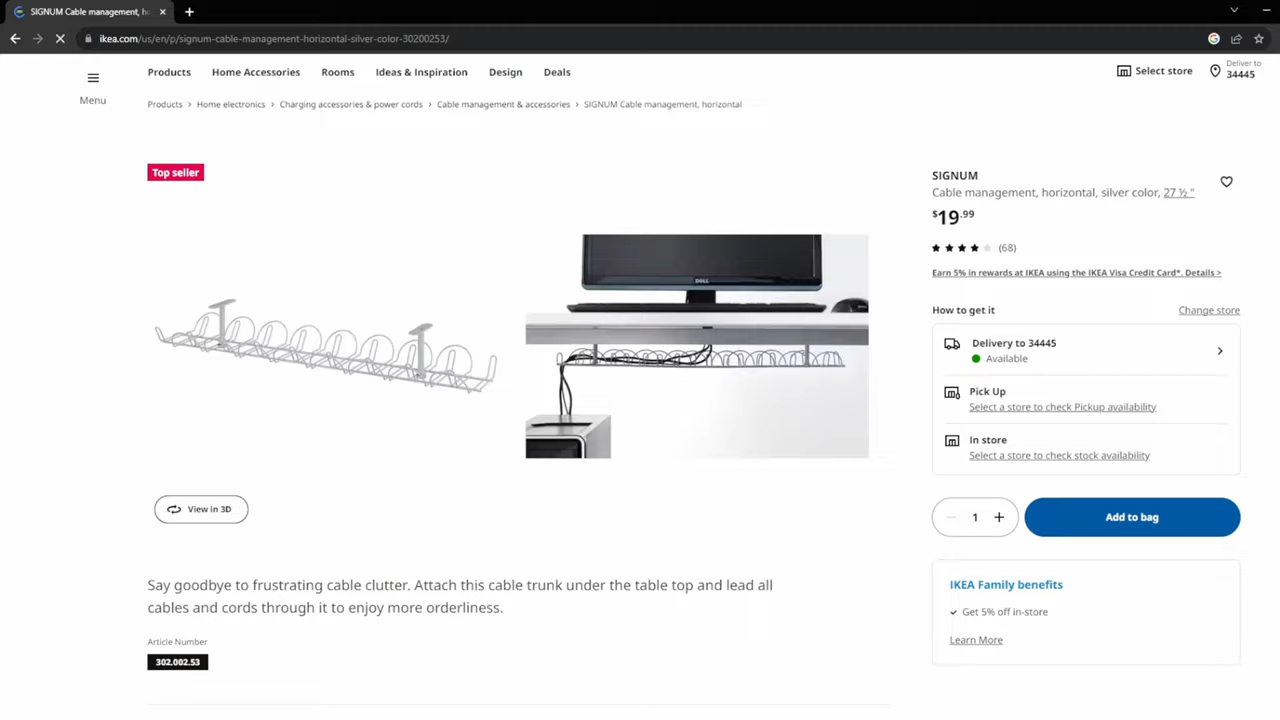 SIGNUM Cable management, h
ikea.com/us/en/p/signum-cable-management-horizontal-silver-color-30200253/
Menu
Products
Home Accessories
Rooms
Ideas & Inspiration
Design
Deals
Select store
Deliver to
34445
Products > Home electronics > Charging accessories & power cords > Cable management & accessories > SIGNUM Cable management, horizontal
Top seller
DELL
View in 3D
Say goodbye to frustrating cable clutter. Attach this cable trunk under the table top and lead all
cables and cords through it to enjoy more orderliness.
Article Number
302.002.53
SIGNUM
Cable management, horizontal, silver color, 27 ½ "
$19.99
(68)
Earn 5% in rewards at IKEA using the IKEA Visa Credit Card*. Details >
How to get it
Change store
Delivery to 34445
Available
Pick Up
Select a store to check Pickup availability
In store
Select a store to check stock availability
1
Add to bag
IKEA Family benefits
Get 5% off in-store
Learn More